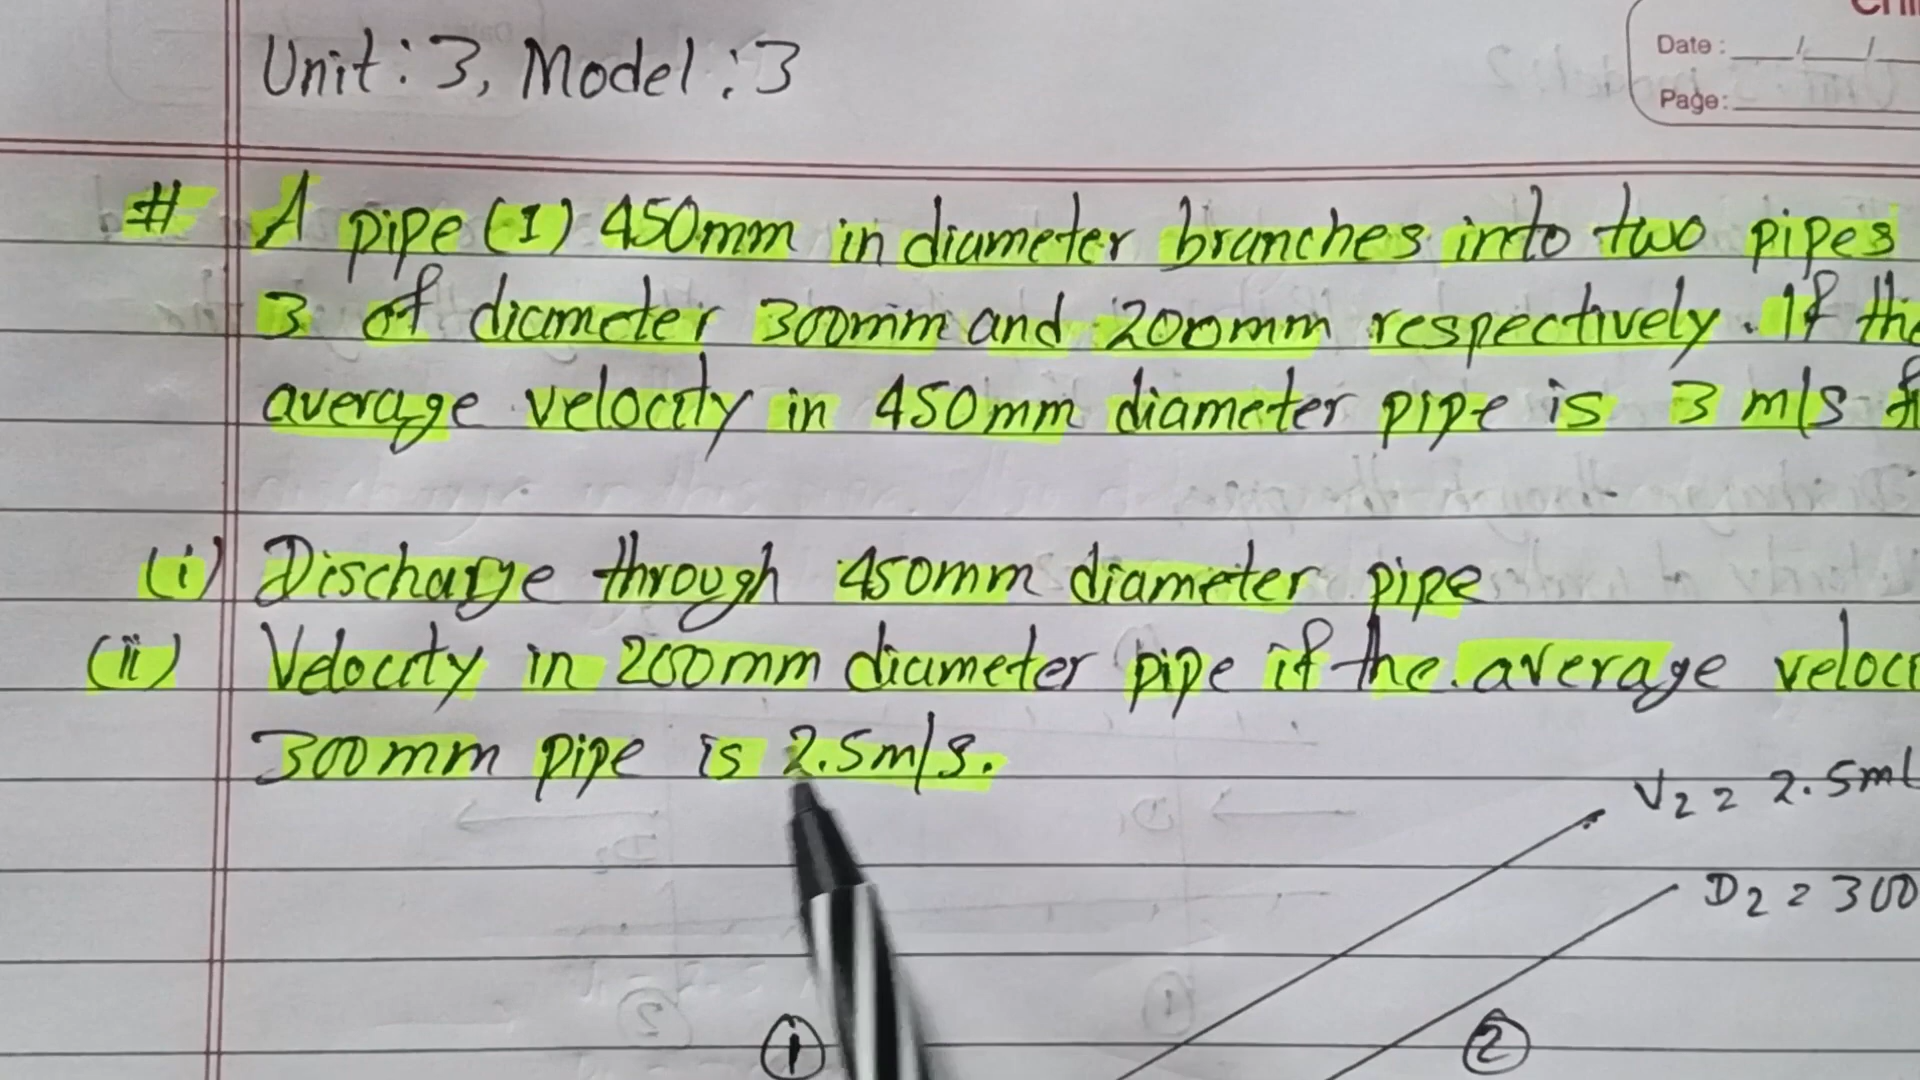 Unit: 3, Model: 3
Date: / /
Page:
# A pipe (1) 450mm in diameter branches into two pipes
3 of diameter 300mm and 200mm respectively. If the
average velocity in 450mm diameter pipe is 3 m/s
(i) Discharge through 450mm diameter pipe
(ii) Velocity in 200mm diameter pipe if the average veloci
300mm pipe is 2.5m/s.
V2 = 2.5m/
D2 = 300
1 2